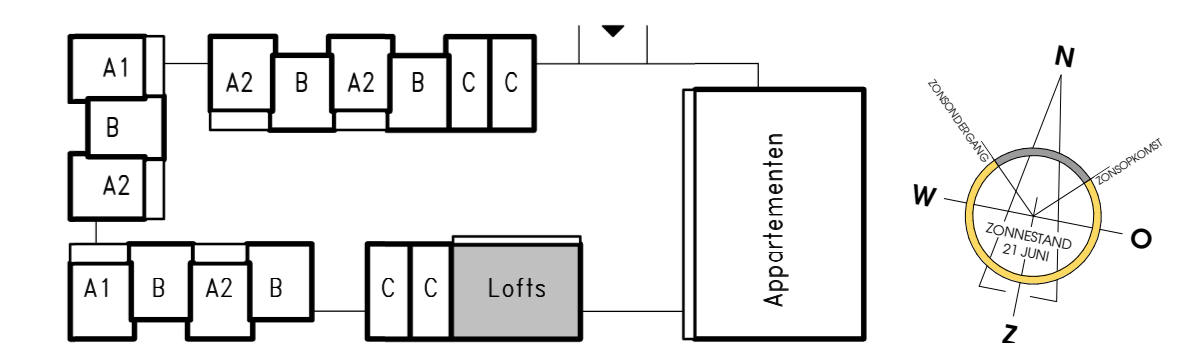 A1
B
A2
A2 B A2 B C C
A1 B A2 B
C C Lofts
Appartementen
N
ZONSONDERGANG
ZONSOPKOMST
W
O
ZONNESTAND
21 JUNI
Z